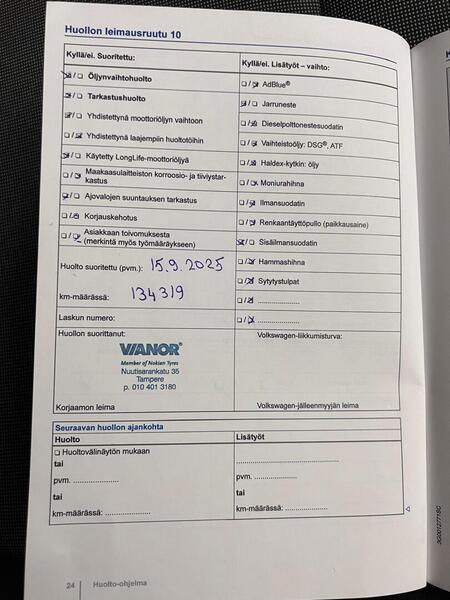 Huollon leimausruutu 10
Kyllä/ei. Suoritettu:
☒ / ☐ Öljynvaihtohuolto
☒ / ☐ Tarkastushuolto
☒ / ☐ Yhdistettynä moottoriöljyn vaihtoon
☐ / ☒ Yhdistettynä laajempiin huoltotöihin
☒ / ☐ Käytetty LongLife-moottoriöljyä
☐ / ☒ Maakaasulaitteiston korroosio- ja tiiviystar-
kastus
☒ / ☐ Ajovalojen suuntauksen tarkastus
☐ / ☒ Korjauskehotus
☐ / ☒ Asiakkaan toivomuksesta
(merkintä myös työmääräykseen)
Huolto suoritettu (pvm.): 15.9.2025
km-määrässä: 134319
Laskun numero:
Huollon suorittanut:
VIANOR®
Member of Nokian Tyres
Nuutisarankatu 35
Tampere
p. 010 401 3180
Korjaamon leima
Kyllä/ei. Lisätyöt – vaihto:
☐ / ☒ AdBlue®
☒ / ☐ Jarruneste
☐ / ☒ Dieselpolttonestesuodatin
☐ / ☒ Vaihteistoöljy: DSG®, ATF
☐ / ☒ Haldex-kytkin: öljy
☐ / ☒ Moniurahihna
☐ / ☒ Ilmansuodatin
☐ / ☒ Renkaantäyttöpullo (paikkausaine)
☒ / ☐ Sisäilmansuodatin
☐ / ☒ Hammashihna
☐ / ☒ Sytytystulpat
☐ / ☒ ....................
☐ / ☒ ....................
Volkswagen-liikkumisturva:
Volkswagen-jälleenmyyjän leima
Seuraavan huollon ajankohta
Huolto
☐ Huoltovälinäytön mukaan
tai
pvm. ....................
tai
km-määrässä: ....................
Lisätyöt
....................
tai
pvm. ....................
tai
km-määrässä: ....................
3G0012771SC
24 Huolto-ohjelma